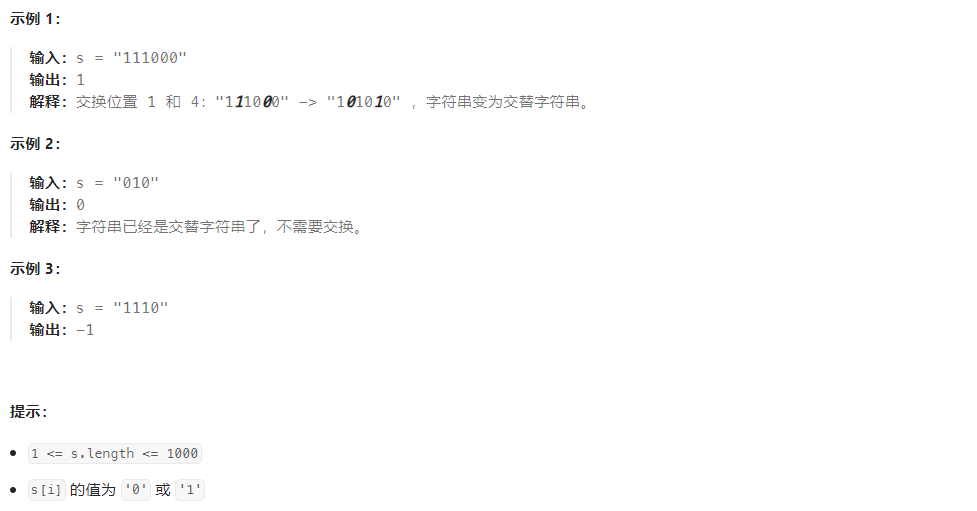 示例 1：
输入：s = "111000"
输出：1
解释：交换位置 1 和 4："111000" -> "101010" ，字符串变为交替字符串。
示例 2：
输入：s = "010"
输出：0
解释：字符串已经是交替字符串了，不需要交换。
示例 3：
输入：s = "1110"
输出：-1
提示：
1 <= s.length <= 1000
s[i] 的值为 '0' 或 '1'